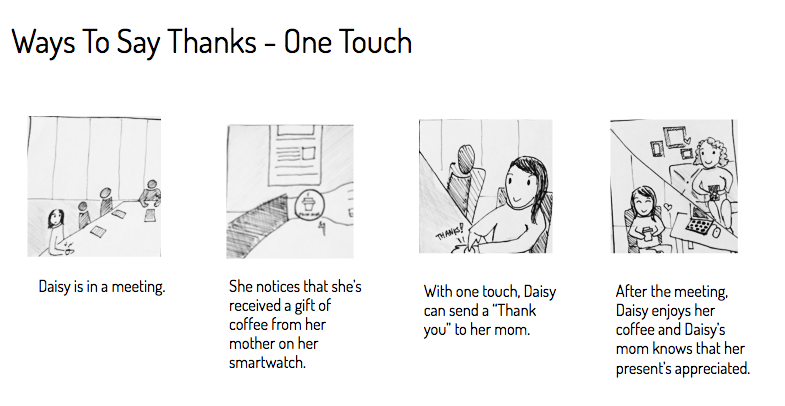 Ways To Say Thanks - One Touch
THANKS!
Daisy is in a meeting.
She notices that she's
received a gift of
coffee from her
mother on her
smartwatch.
With one touch, Daisy
can send a "Thank
you" to her mom.
After the meeting,
Daisy enjoys her
coffee and Daisy's
mom knows that her
present's appreciated.